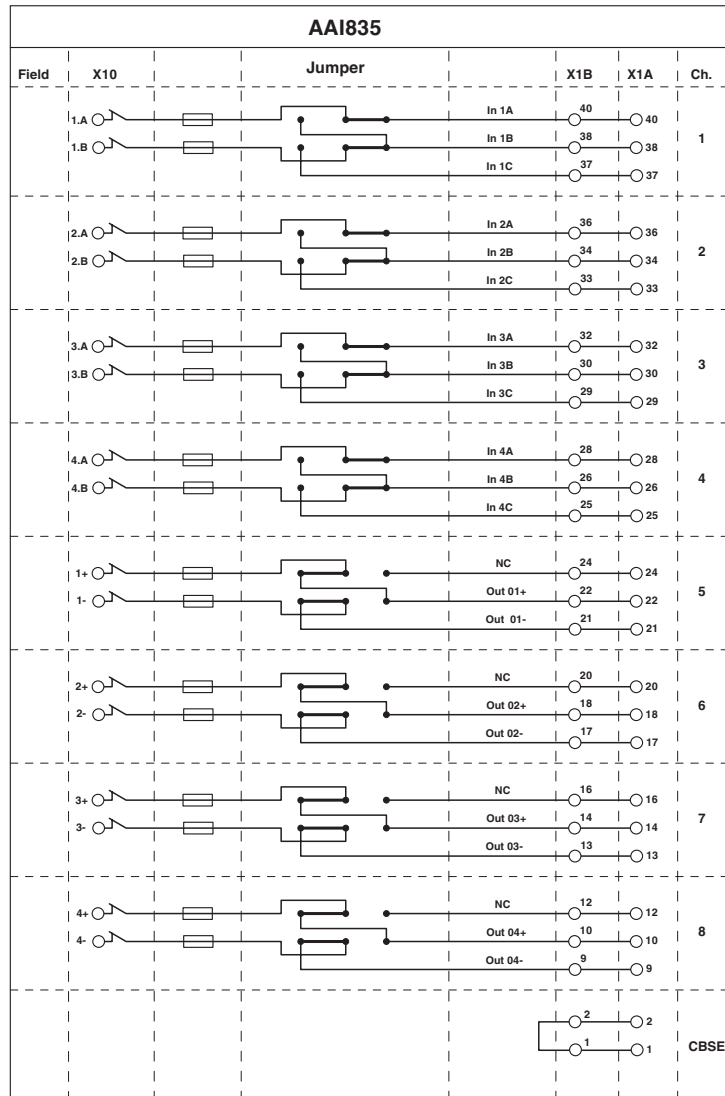 AAI835
Field X10 Jumper X1B X1A Ch.
1.A In 1A 40 40
1.B In 1B 38 38 1
In 1C 37 37
2.A In 2A 36 36
2.B In 2B 34 34 2
In 2C 33 33
3.A In 3A 32 32
3.B In 3B 30 30 3
In 3C 29 29
4.A In 4A 28 28
4.B In 4B 26 26 4
In 4C 25 25
1+ NC 24 24
1- Out 01+ 22 22 5
Out 01- 21 21
2+ NC 20 20
2- Out 02+ 18 18 6
Out 02- 17 17
3+ NC 16 16
3- Out 03+ 14 14 7
Out 03- 13 13
4+ NC 12 12
4- Out 04+ 10 10 8
Out 04- 9 9
2 2
1 1 CBSE